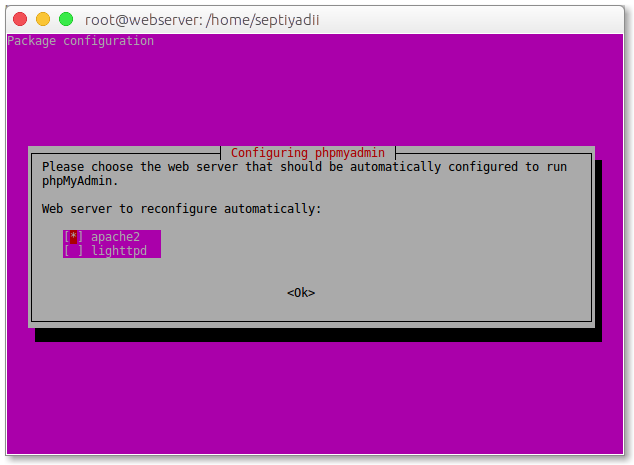 root@webserver: /home/septiyadii
Package configuration
Configuring phpmyadmin
Please choose the web server that should be automatically configured to run
phpMyAdmin.
Web server to reconfigure automatically:
[*] apache2
[ ] lighttpd
<Ok>